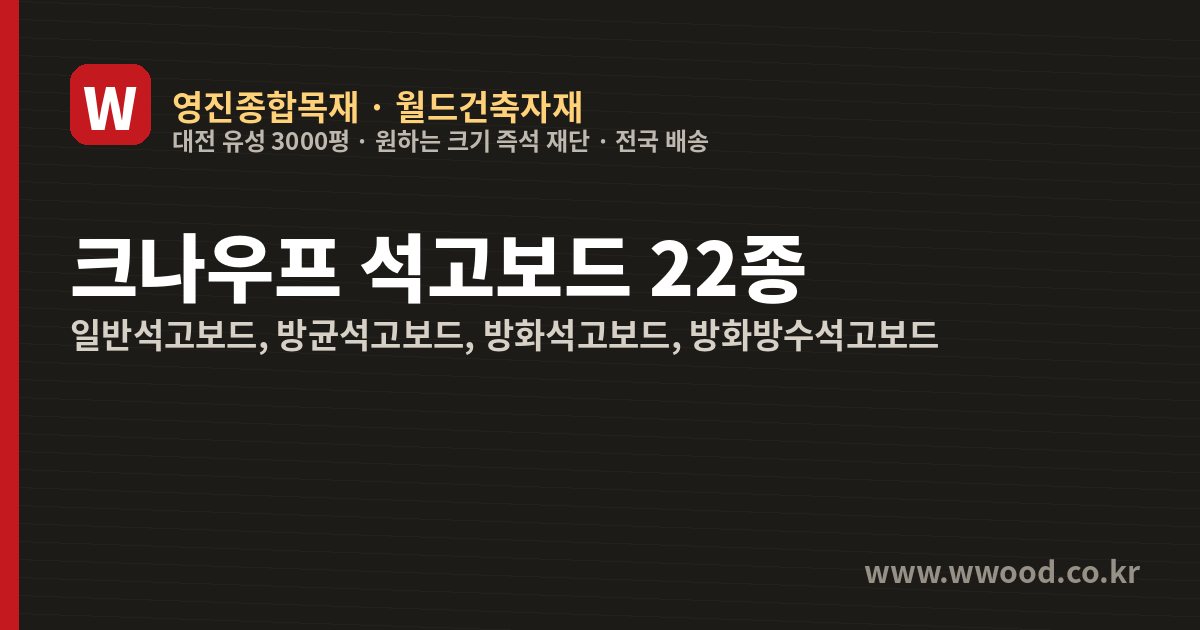 W
영진종합목재 · 월드건축자재
대전 유성 3000평 · 원하는 크기 즉석 재단 · 전국 배송
크나우프 석고보드 22종
일반석고보드, 방균석고보드, 방화석고보드, 방화방수석고보드
www.wwood.co.kr